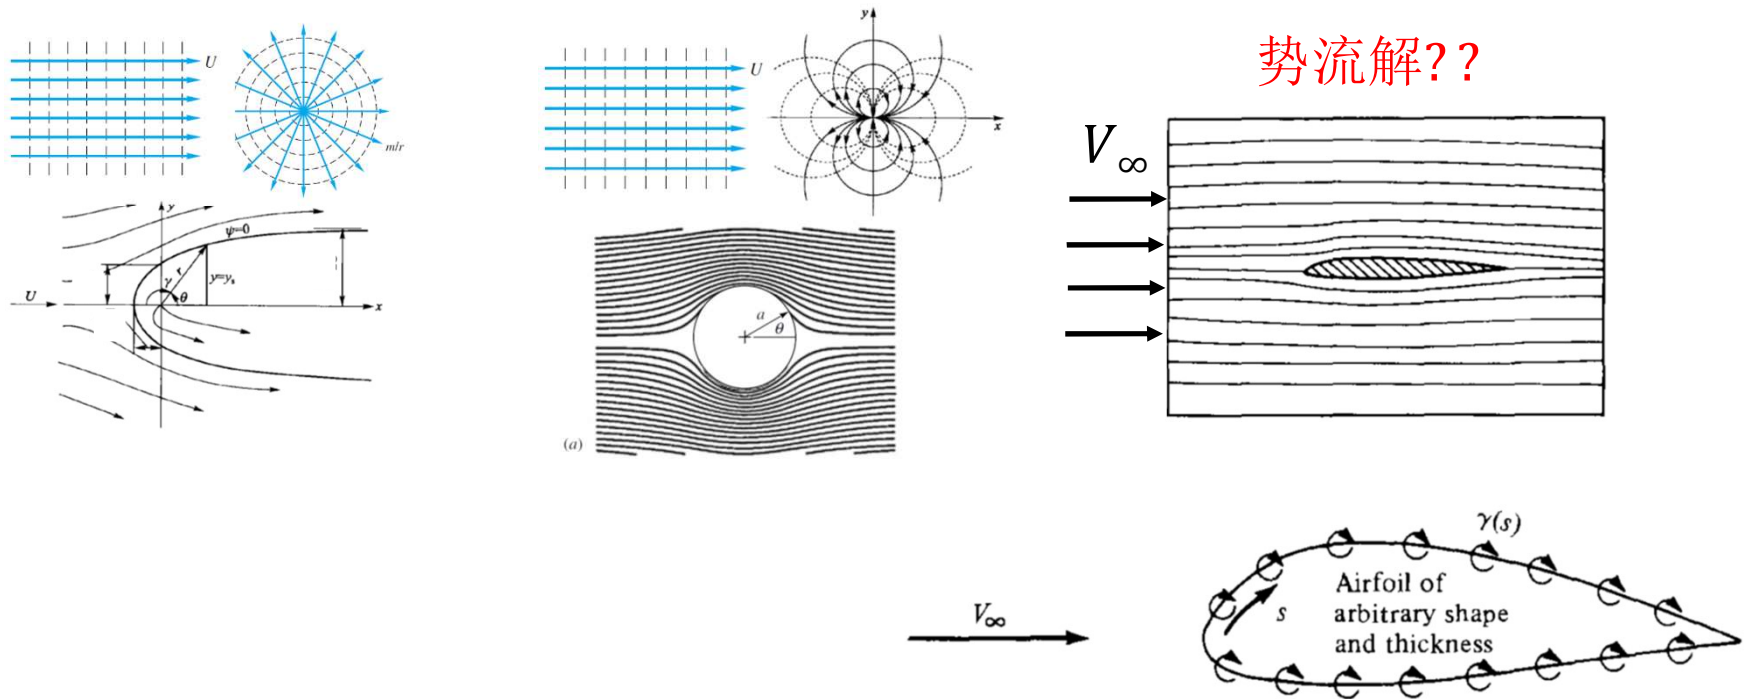 U
m/r
y
ψ=0
r
γ
y=yₛ
θ
U
x
U
y
x
a
θ
(a)
势流解??
V∞
γ(s)
Airfoil of
arbitrary shape
and thickness
s
V∞